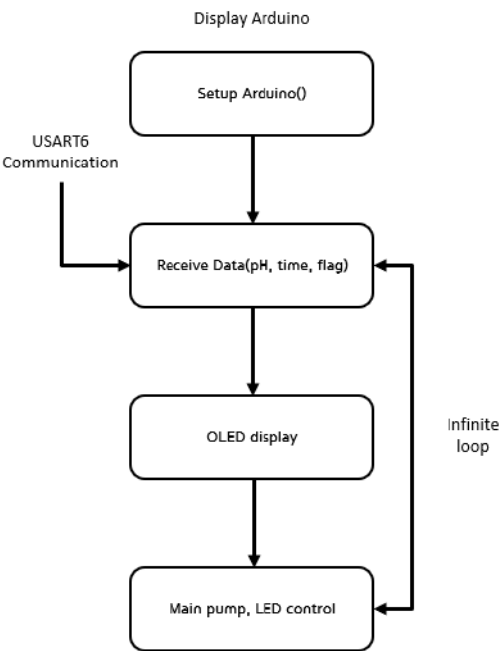 Display Arduino
Setup Arduino()
USART6
Communication
Receive Data(pH, time, flag)
OLED display
Infinite
loop
Main pump, LED control